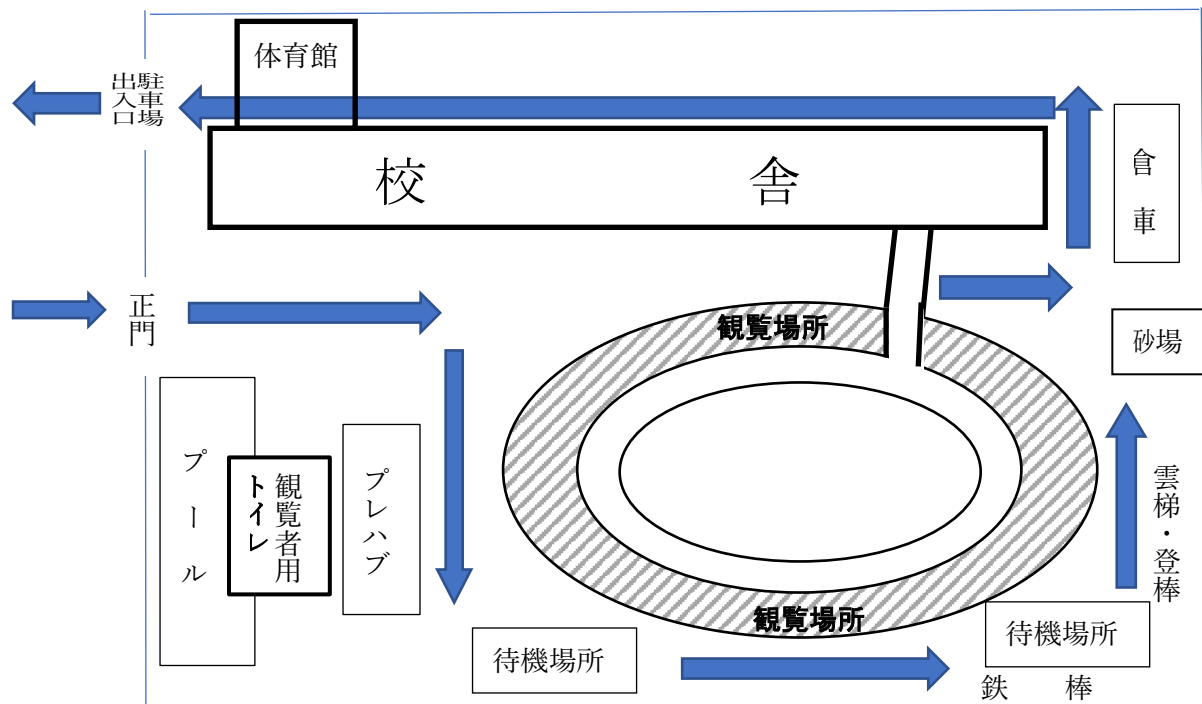 体育館
駐車場
出入口
倉
車
校　　　舎
正門
観覧場所
砂場
プール
観覧者用
トイレ
プレハブ
雲梯・登棒
観覧場所
待機場所
待機場所
鉄　棒